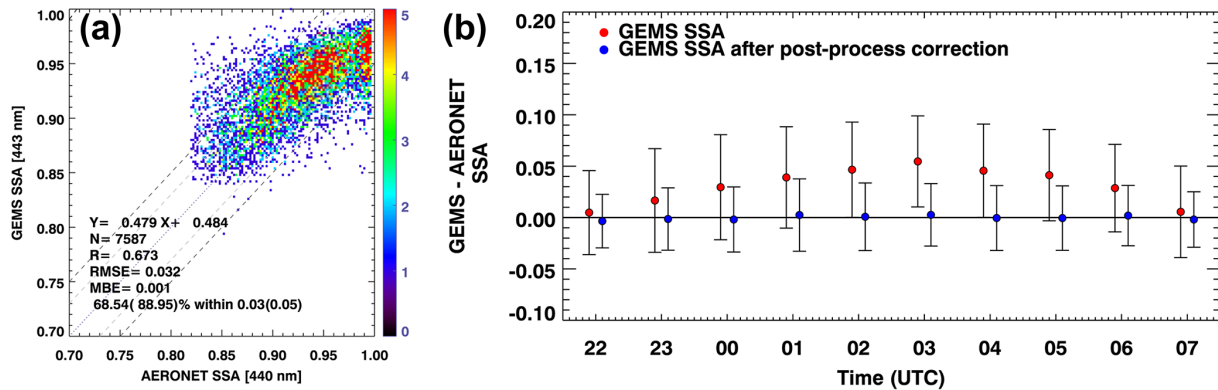 (a)
1.00
0.95
0.90
0.85
0.80
0.75
0.70
GEMS SSA [443 nm]
Y= 0.479 X+ 0.484
N= 7587
R= 0.673
RMSE= 0.032
MBE= 0.001
68.54( 88.95)% within 0.03(0.05)
0.70 0.75 0.80 0.85 0.90 0.95 1.00
AERONET SSA [440 nm]
5
4
3
2
1
0
(b)
GEMS SSA
GEMS SSA after post-process correction
0.20
0.15
0.10
0.05
0.00
-0.05
-0.10
GEMS - AERONET
SSA
22 23 00 01 02 03 04 05 06 07
Time (UTC)